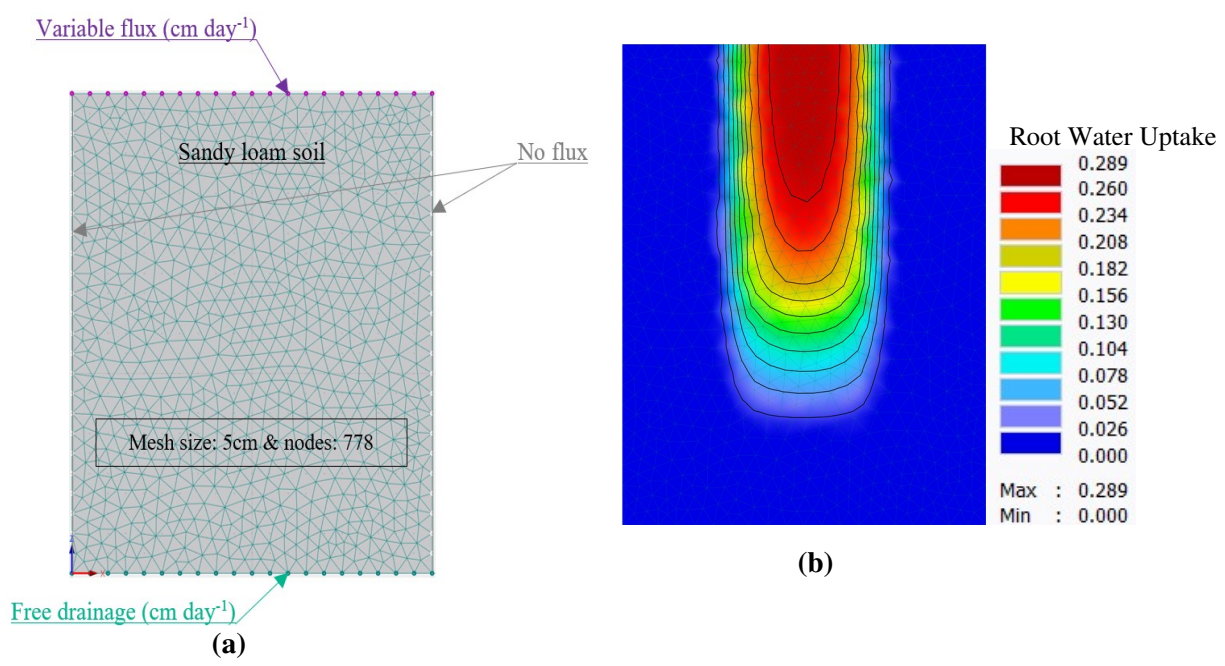 Variable flux (cm day-1)
Sandy loam soil
No flux
Mesh size: 5cm & nodes: 778
z
x
Free drainage (cm day-1)
(a)
Root Water Uptake
0.289
0.260
0.234
0.208
0.182
0.156
0.130
0.104
0.078
0.052
0.026
0.000
Max : 0.289
Min : 0.000
(b)